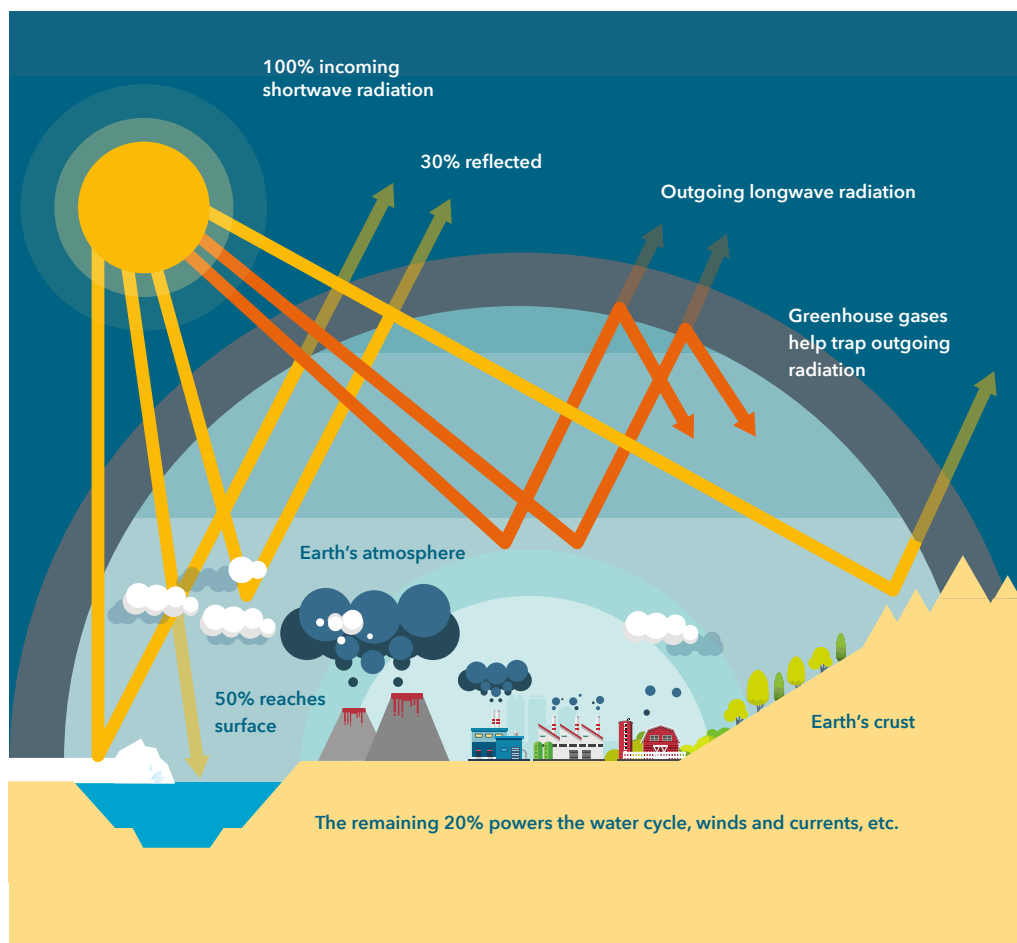 100% incoming
shortwave radiation
30% reflected
Outgoing longwave radiation
Greenhouse gases
help trap outgoing
radiation
Earth’s atmosphere
50% reaches
surface
Earth’s crust
The remaining 20% powers the water cycle, winds and currents, etc.